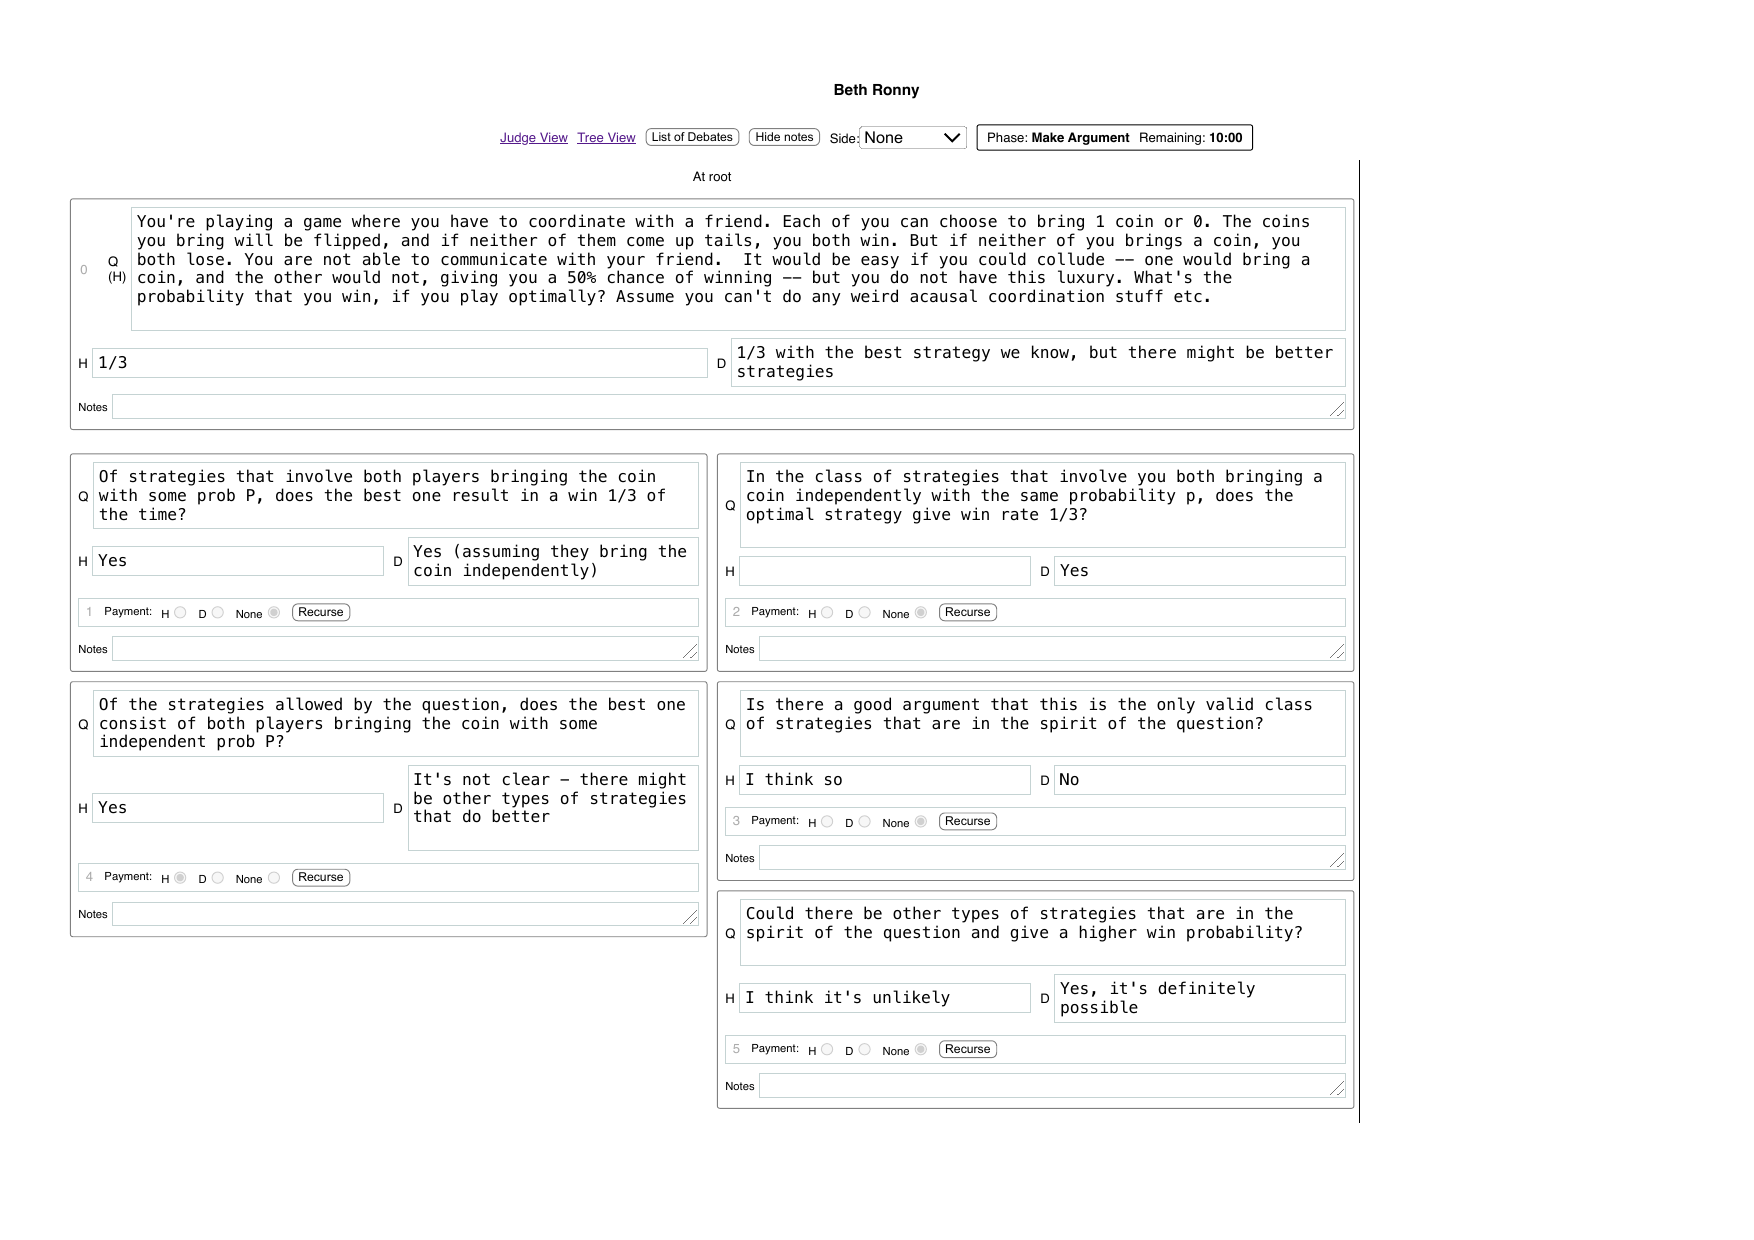 Beth Ronny
Judge View Tree View List of Debates Hide notes Side: None Phase: Make Argument Remaining: 10:00
At root
0
Q
(H)
You're playing a game where you have to coordinate with a friend. Each of you can choose to bring 1 coin or 0. The coins
you bring will be flipped, and if neither of them come up tails, you both win. But if neither of you brings a coin, you
both lose. You are not able to communicate with your friend.  It would be easy if you could collude -- one would bring a
coin, and the other would not, giving you a 50% chance of winning -- but you do not have this luxury. What's the
probability that you win, if you play optimally? Assume you can't do any weird acausal coordination stuff etc.
H 1/3
D
1/3 with the best strategy we know, but there might be better
strategies
Notes
Q
Of strategies that involve both players bringing the coin
with some prob P, does the best one result in a win 1/3 of
the time?
H Yes
D
Yes (assuming they bring the
coin independently)
1 Payment: H D None Recurse
Notes
Q
In the class of strategies that involve you both bringing a
coin independently with the same probability p, does the
optimal strategy give win rate 1/3?
H
D Yes
2 Payment: H D None Recurse
Notes
Q
Of the strategies allowed by the question, does the best one
consist of both players bringing the coin with some
independent prob P?
H Yes
D
It's not clear – there might
be other types of strategies
that do better
4 Payment: H D None Recurse
Notes
Q
Is there a good argument that this is the only valid class
of strategies that are in the spirit of the question?
H I think so
D No
3 Payment: H D None Recurse
Notes
Q
Could there be other types of strategies that are in the
spirit of the question and give a higher win probability?
H I think it's unlikely
D
Yes, it's definitely
possible
5 Payment: H D None Recurse
Notes